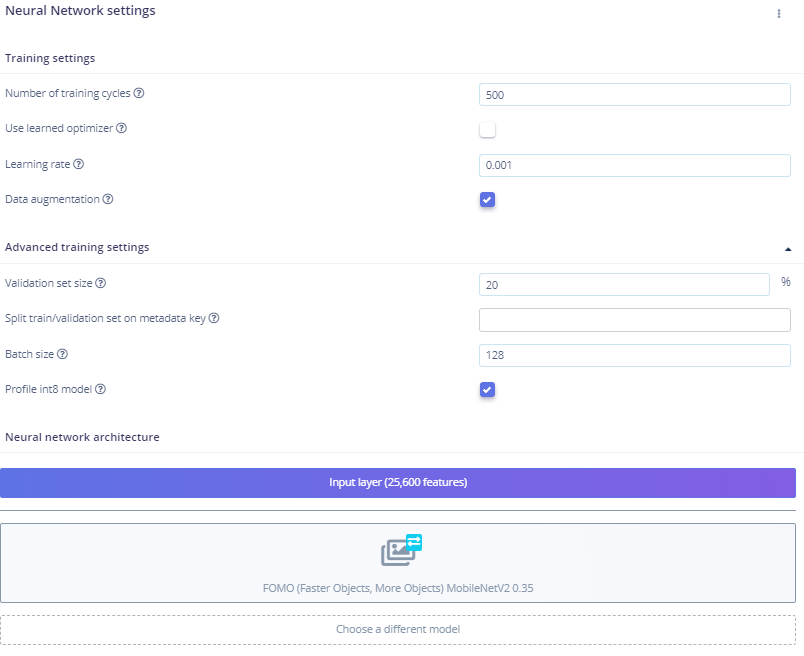 Neural Network settings
Training settings
Number of training cycles
500
Use learned optimizer
Learning rate
0.001
Data augmentation
Advanced training settings
Validation set size
20
%
Split train/validation set on metadata key
Batch size
128
Profile int8 model
Neural network architecture
Input layer (25,600 features)
FOMO (Faster Objects, More Objects) MobileNetV2 0.35
Choose a different model